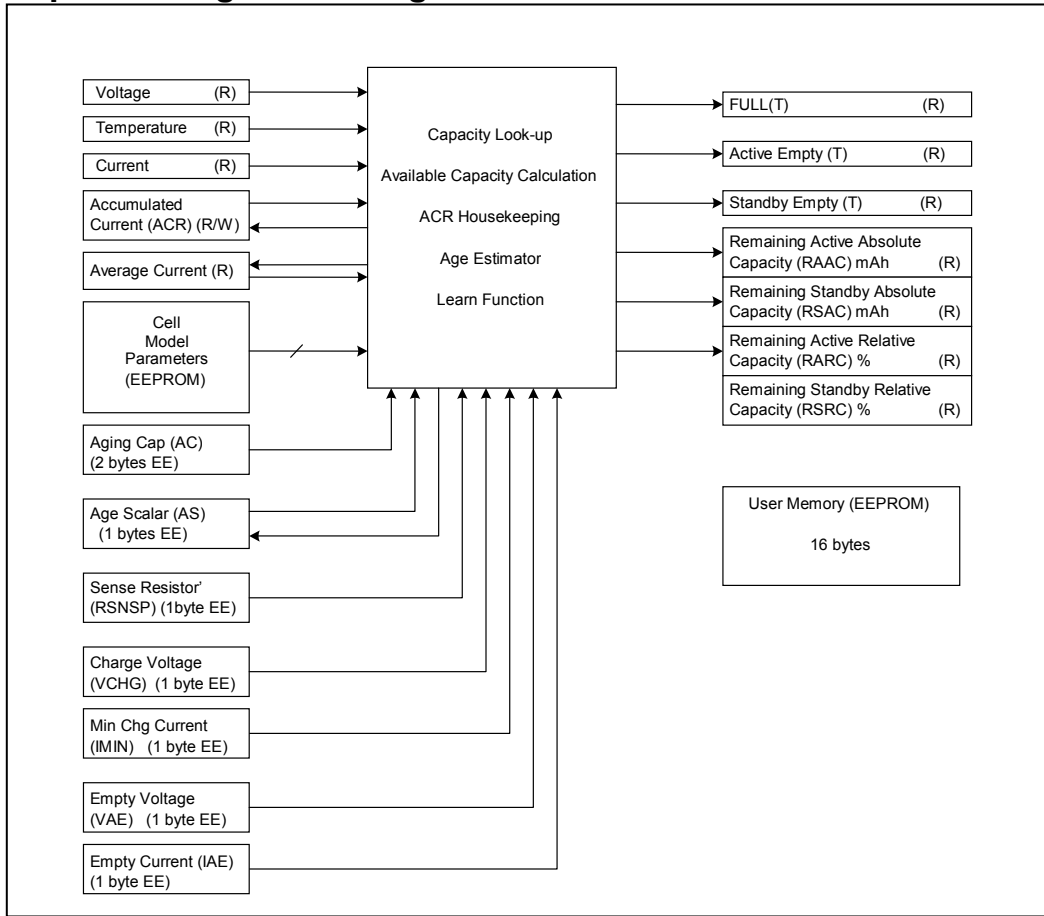 Voltage (R)
Temperature (R)
Current (R)
Accumulated
Current (ACR) (R/W)
Average Current (R)
Cell
Model
Parameters
(EEPROM)
Aging Cap (AC)
(2 bytes EE)
Age Scalar (AS)
(1 bytes EE)
Sense Resistor'
(RSNSP) (1byte EE)
Charge Voltage
(VCHG) (1 byte EE)
Min Chg Current
(IMIN) (1 byte EE)
Empty Voltage
(VAE) (1 byte EE)
Empty Current (IAE)
(1 byte EE)
Capacity Look-up
Available Capacity Calculation
ACR Housekeeping
Age Estimator
Learn Function
FULL(T) (R)
Active Empty (T) (R)
Standby Empty (T) (R)
Remaining Active Absolute
Capacity (RAAC) mAh (R)
Remaining Standby Absolute
Capacity (RSAC) mAh (R)
Remaining Active Relative
Capacity (RARC) % (R)
Remaining Standby Relative
Capacity (RSRC) % (R)
User Memory (EEPROM)
16 bytes